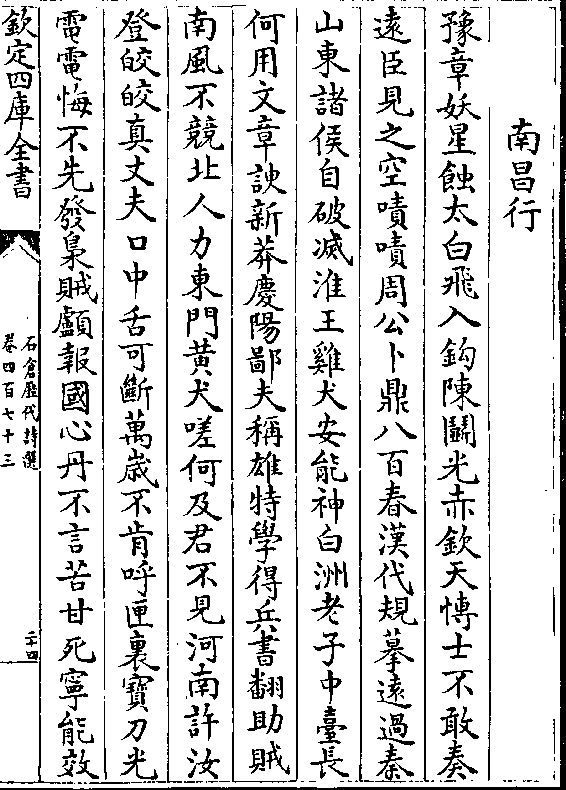 南昌行
豫章妖星蝕太白飛入鈎陳鬬光赤欽天愽士不敢奏
遠臣見之空嘖嘖周公卜鼎八百春漢代規摹遠過秦
山東諸侯自破滅淮王雞犬安能神白洲老子中臺長
何用文章諛新莽慶陽鄙夫稱雄特學得兵書翻助賊
南風不競北人力東門黄犬嗟何及君不見河南許汝
登皎皎真丈夫口中舌可斷萬歳不肯呼匣裏寶刀光
電電悔不先發梟賊顱報國心丹不言苦甘死寧能效
欽定四庫全書
石倉歴代詩選
卷四百七十三
二十四